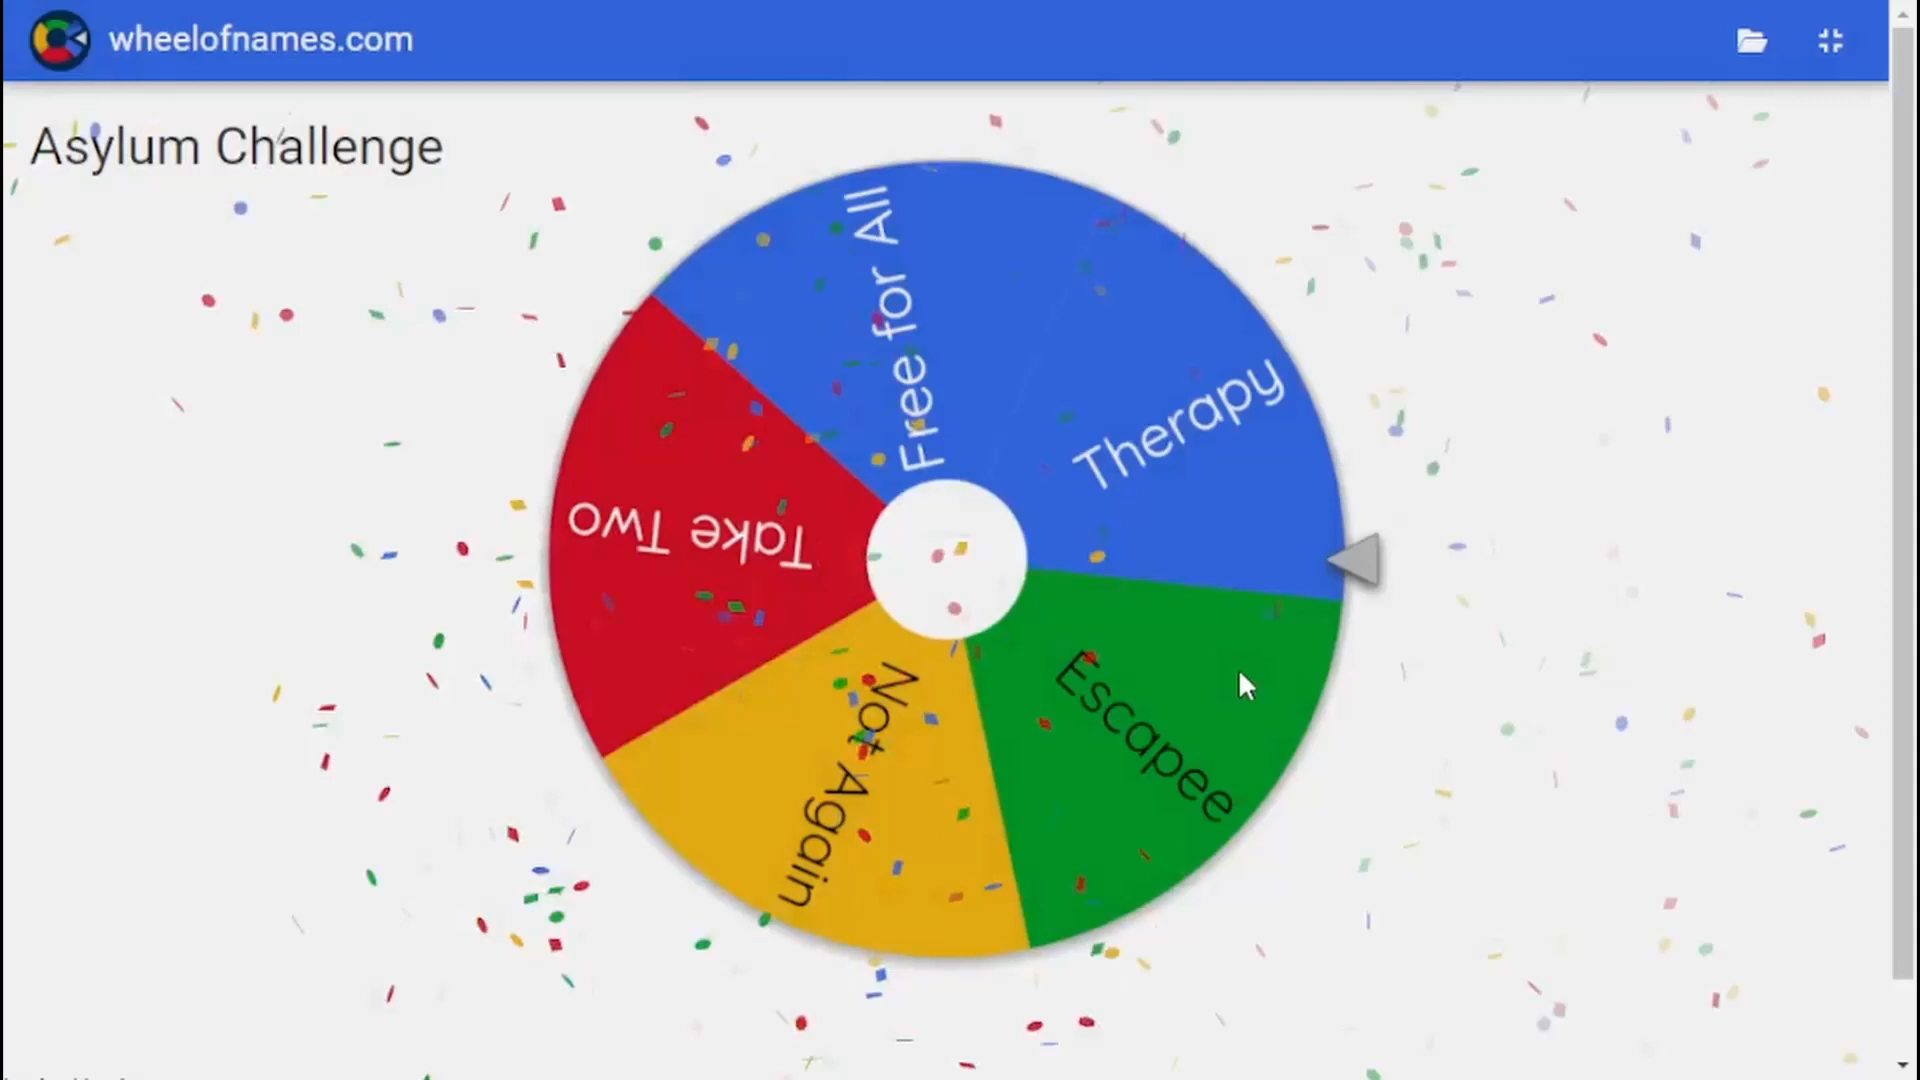 wheelofnames.com
Asylum Challenge
Free for All
Therapy
Take Two
Escapee
Not Again